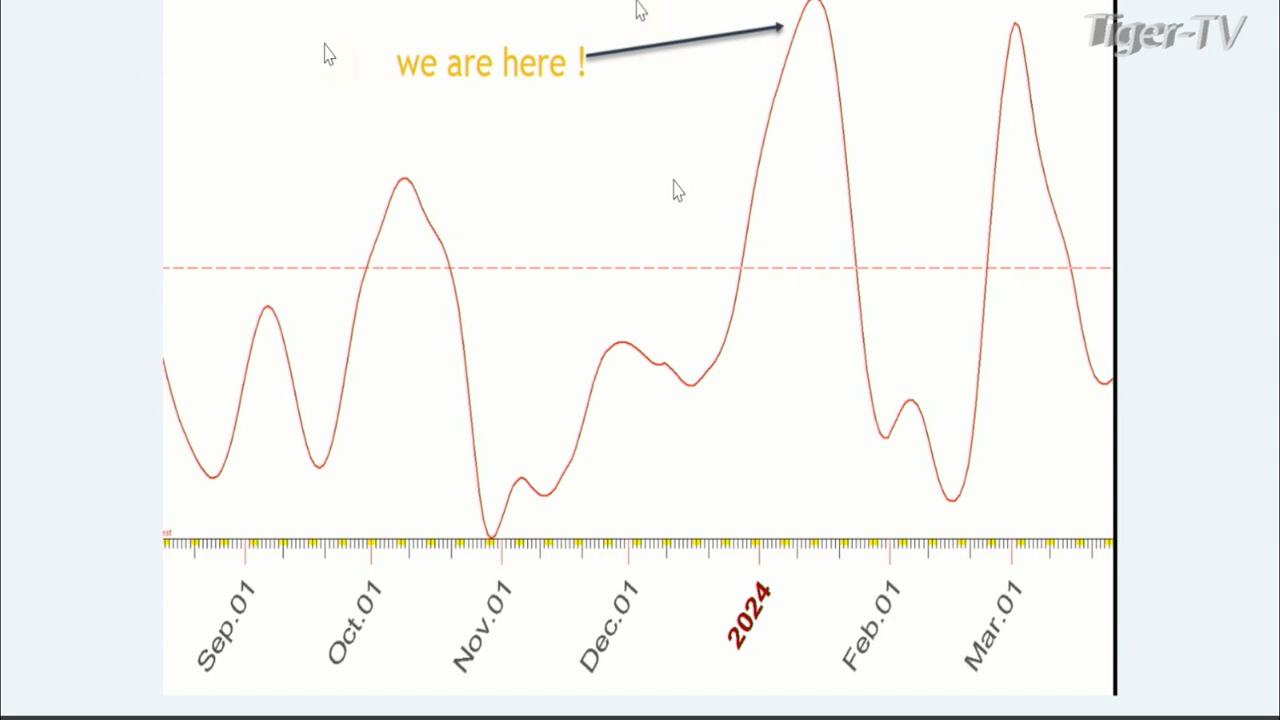 Tiger-TV
we are here !
Sep.01
Oct.01
Nov.01
Dec.01
2024
Feb.01
Mar.01